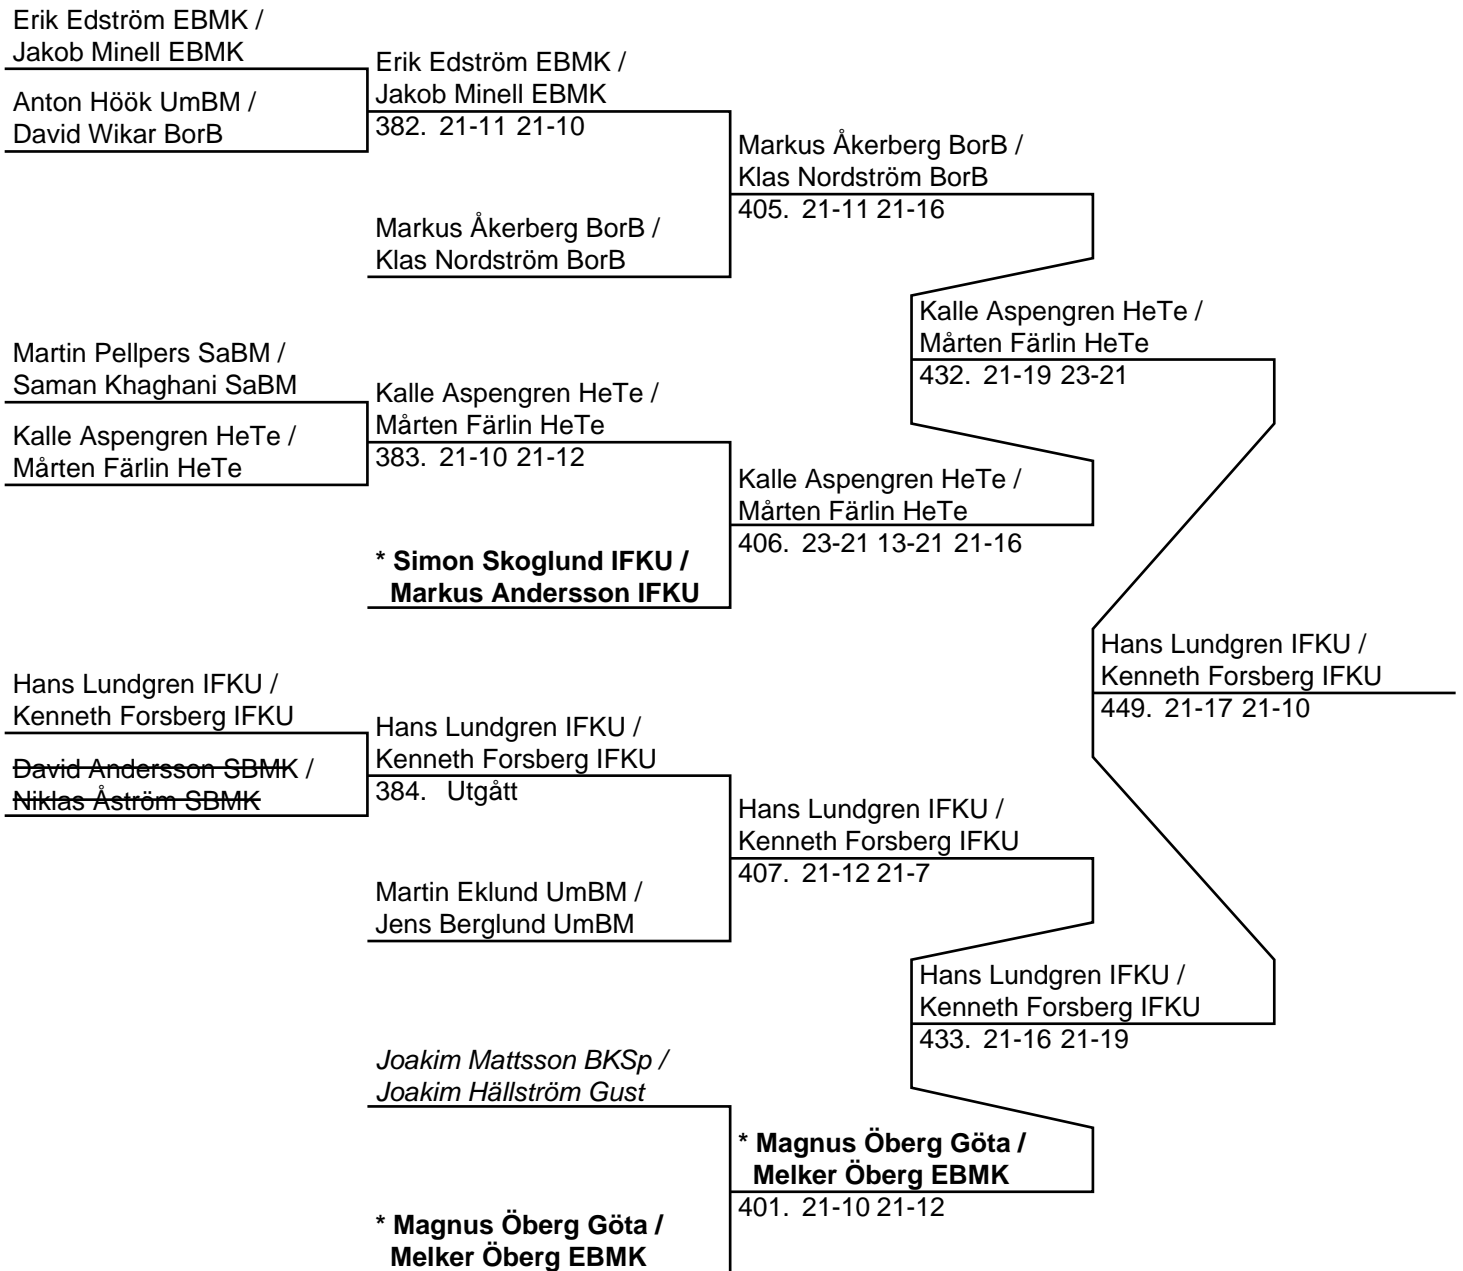 Erik Edström EBMK /
Jakob Minell EBMK
Anton Höök UmBM /
David Wikar BorB
Erik Edström EBMK /
Jakob Minell EBMK
382. 21-11 21-10
Markus Åkerberg BorB /
Klas Nordström BorB
Markus Åkerberg BorB /
Klas Nordström BorB
405. 21-11 21-16
Martin Pellpers SaBM /
Saman Khaghani SaBM
Kalle Aspengren HeTe /
Mårten Färlin HeTe
Kalle Aspengren HeTe /
Mårten Färlin HeTe
383. 21-10 21-12
* Simon Skoglund IFKU /
Markus Andersson IFKU
Kalle Aspengren HeTe /
Mårten Färlin HeTe
406. 23-21 13-21 21-16
Kalle Aspengren HeTe /
Mårten Färlin HeTe
432. 21-19 23-21
Hans Lundgren IFKU /
Kenneth Forsberg IFKU
David Andersson SBMK /
Niklas Åström SBMK
Hans Lundgren IFKU /
Kenneth Forsberg IFKU
384. Utgått
Martin Eklund UmBM /
Jens Berglund UmBM
Hans Lundgren IFKU /
Kenneth Forsberg IFKU
407. 21-12 21-7
Joakim Mattsson BKSp /
Joakim Hällström Gust
* Magnus Öberg Göta /
Melker Öberg EBMK
* Magnus Öberg Göta /
Melker Öberg EBMK
401. 21-10 21-12
Hans Lundgren IFKU /
Kenneth Forsberg IFKU
433. 21-16 21-19
Hans Lundgren IFKU /
Kenneth Forsberg IFKU
449. 21-17 21-10